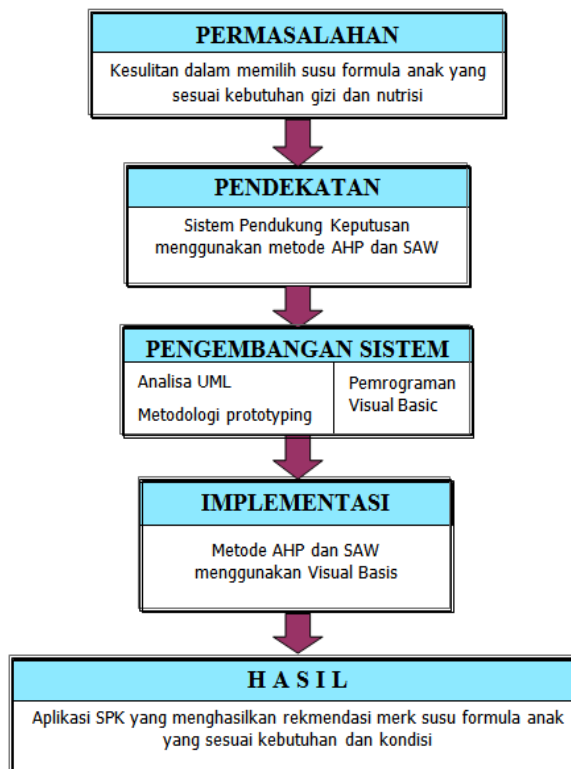 PERMASALAHAN
Kesulitan dalam memilih susu formula anak yang
sesuai kebutuhan gizi dan nutrisi
PENDEKATAN
Sistem Pendukung Keputusan
menggunakan metode AHP dan SAW
PENGEMBANGAN SISTEM
Analisa UML
Metodologi prototyping
Pemrograman
Visual Basic
IMPLEMENTASI
Metode AHP dan SAW
menggunakan Visual Basis
H A S I L
Aplikasi SPK yang menghasilkan rekmendasi merk susu formula anak
yang sesuai kebutuhan dan kondisi